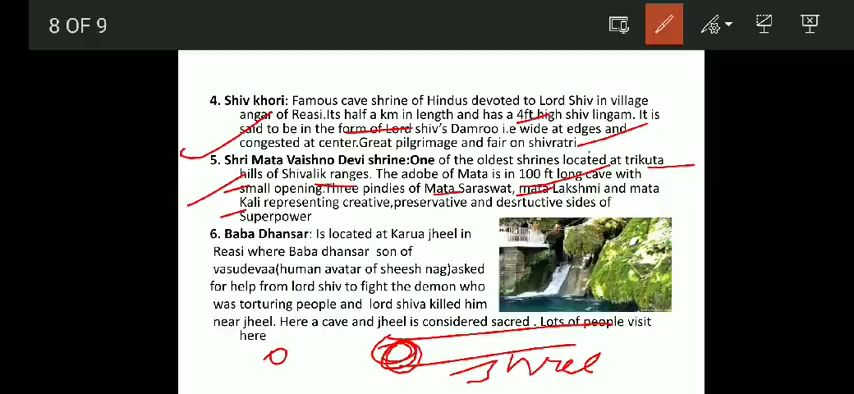 8 OF 9
4. Shiv khori: Famous cave shrine of Hindus devoted to Lord Shiv in village
angar of Reasi.Its half a km in length and has a 4ft high shiv lingam. It is
said to be in the form of Lord shiv's Damroo i.e wide at edges and
congested at center.Great pilgrimage and fair on shivratri.
5. Shri Mata Vaishno Devi shrine:One of the oldest shrines located at trikuta
hills of Shivalik ranges. The adobe of Mata is in 100 ft long cave with
small opening.Three pindies of Mata Saraswat, mata Lakshmi and mata
Kali representing creative,preservative and desrtuctive sides of
Superpower
6. Baba Dhansar: Is located at Karua jheel in
Reasi where Baba dhansar son of
vasudevaa(human avatar of sheesh nag)asked
for help from lord shiv to fight the demon who
was torturing people and lord shiva killed him
near jheel. Here a cave and jheel is considered sacred . Lots of people visit
here